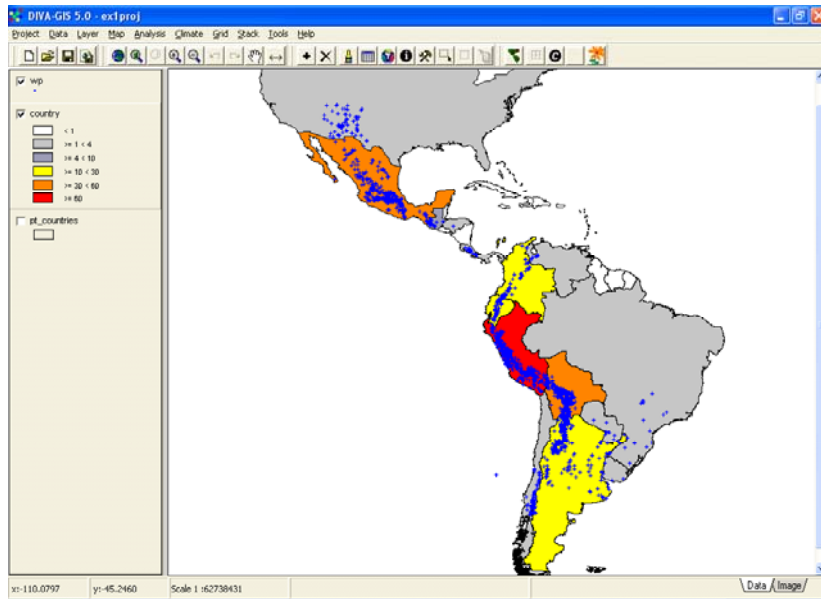 DIVA-GIS 5.0 - ex1proj
Project Data Layer Map Analysis Climate Grid Stack Tools Help
wp
country
< 1
>= 1 < 4
>= 4 < 10
>= 10 < 30
>= 30 < 60
>= 60
pt_countries
x:-110.0797 y:-45.2460 Scale 1 :62738431 Data Image